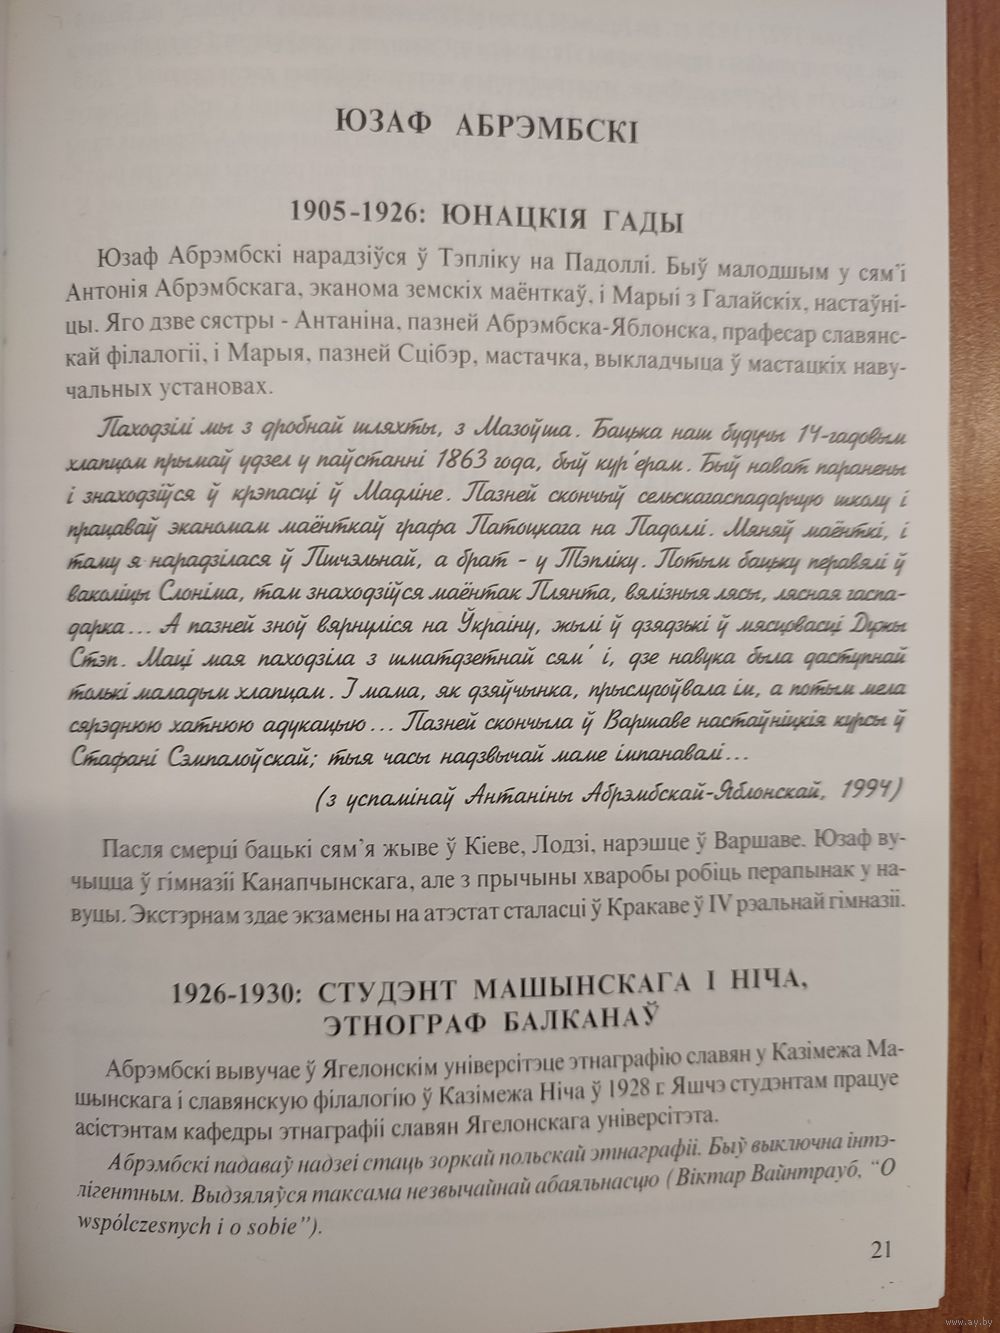 ЮЗАФ АБРЭМБСКІ
1905-1926: ЮНАЦКІЯ ГАДЫ
Юзаф Абрэмбскі нарадзіўся ў Тэпліку на Падоллі. Быў малодшым у сям'і
Антонія Абрэмбскага, эканома земскіх маёнткаў, і Марыі з Галайскіх, настаўні-
цы. Яго дзве сястры - Антаніна, пазней Абрэмбска-Яблонска, прафесар славянс-
кай філалогіі, і Марыя, пазней Сцібэр, мастачка, выкладчыца ў мастацкіх наву-
чальных установах.
Паходзілі мы з дробнай шляхты, з Мазоўша. Бацька наш будучы 14-гадовым
хлапцом прымаў удзел у паўстанні 1863 года, быў кур'ерам. Быў нават паранены
і знаходзіўся ў крэпасці ў Мадліне. Пазней скончыў сельскагаспадарчую школу і
працаваў эканомам маёнткаў графа Патоцкага на Падоллі. Мяняў маёнткі, і
таму я нарадзілася ў Пшчэльнай, а брат - у Тэпліку. Потым бацьку перавялі ў
ваколіцы Слоніма, там знаходзіўся маёнтак Плянта, вялізныя лясы, лясная гаспа-
дарка... А пазней зноў вярнуліся на Ўкраіну, жылі ў дзядзькі ў мясцовасці Дужы
Стэп. Маці мая паходзіла з шматдзетнай сям' і, дзе навука была даступнай
толькі маладым хлапцам. І мама, як дзяўчынка, прыслугоўвала ім, а потым мела
сярэднюю хатнюю адукацыю... Пазней скончыла ў Варшаве настаўніцкія курсы ў
Стафані Сэмпалоўскай; тыя часы надзвычай маме імпанавалі...
(з успамінаў Антаніны Абрэмбскай-Яблонскай, 1994)
Пасля смерці бацькі сям'я жыве ў Кіеве, Лодзі, нарэшце ў Варшаве. Юзаф ву-
чыцца ў гімназіі Канапчынскага, але з прычыны хваробы робіць перапынак у на-
вуцы. Экстэрнам здае экзамены на атэстат сталасці ў Кракаве ў IV рэальнай гімназіі.
1926-1930: СТУДЭНТ МАШЫНСКАГА І НІЧА,
ЭТНОГРАФ БАЛКАНАЎ
Абрэмбскі вывучае ў Ягелонскім універсітэце этнаграфію славян у Казімежа Ма-
шынскага і славянскую філалогію ў Казімежа Ніча ў 1928 г. Яшчэ студэнтам працуе
асістэнтам кафедры этнаграфіі славян Ягелонскага універсітэта.
Абрэмбскі падаваў надзеі стаць зоркай польскай этнаграфіі. Быў выключна інтэ-
лігентным. Выдзяляўся таксама незвычайнай абаяльнасцю (Віктар Вайнтрауб, "О
współczesnych i o sobie").
21
www.ay.by